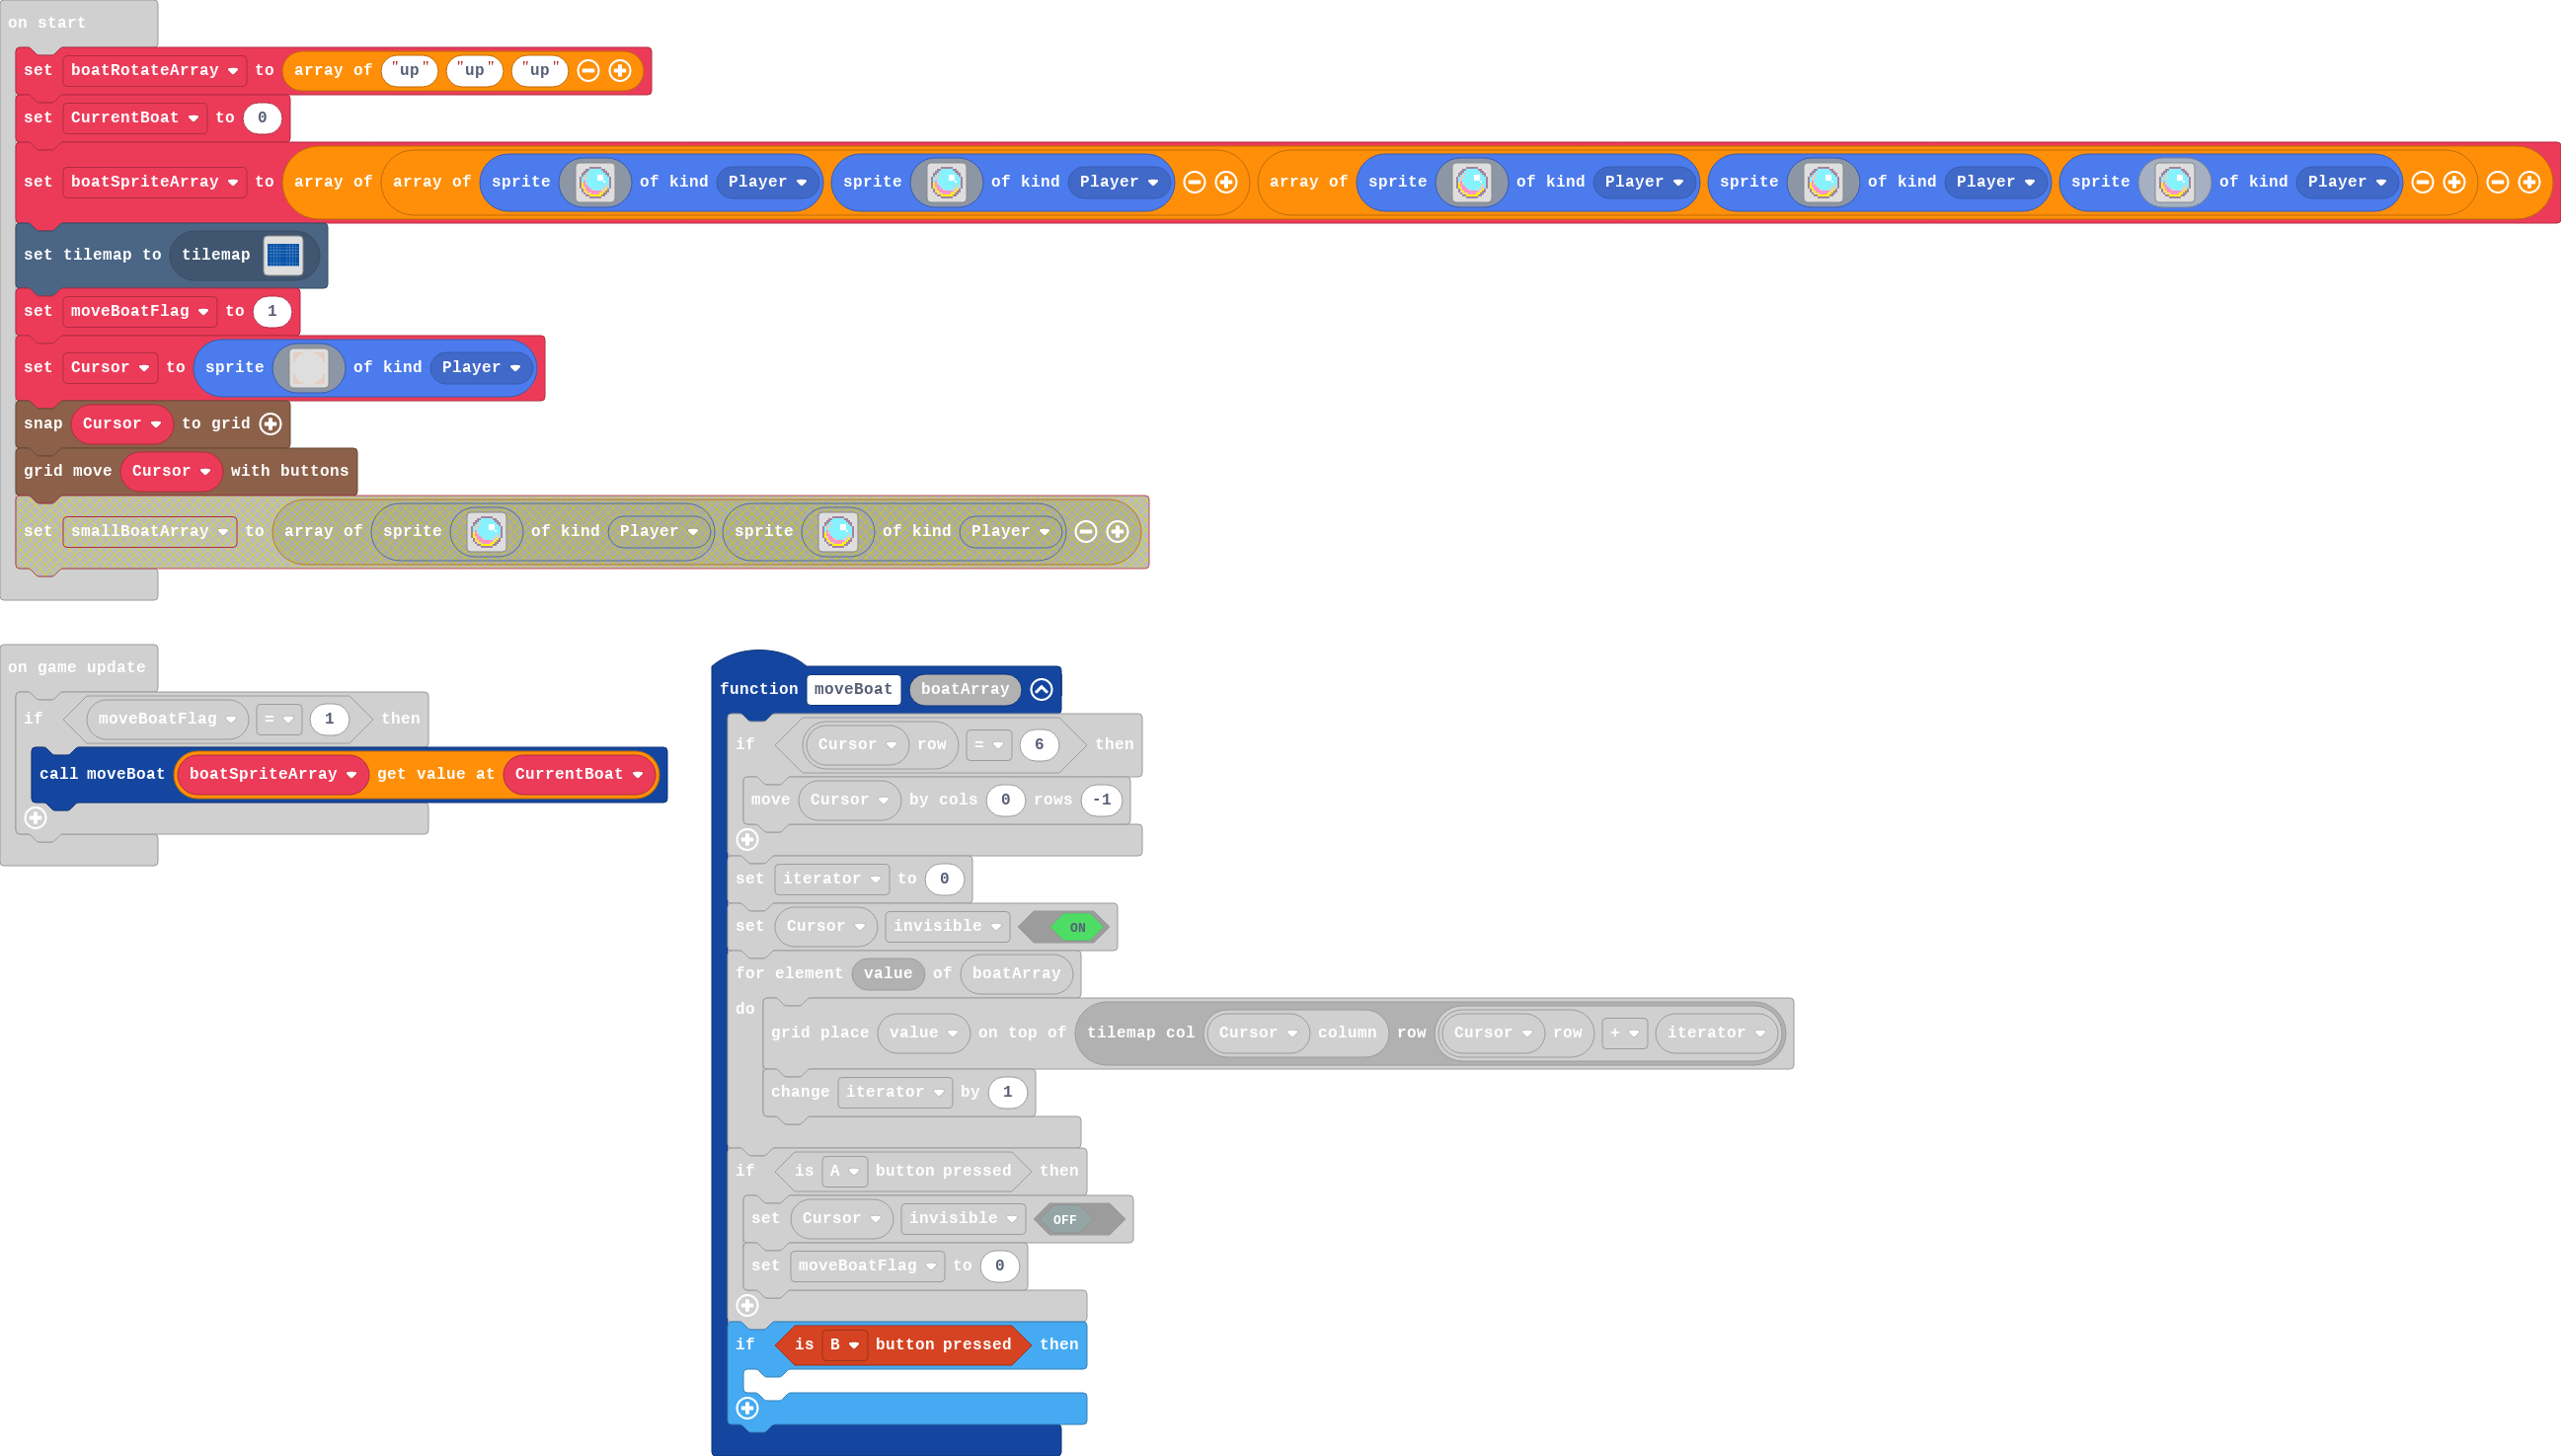 on start
set boatRotateArray to array of "up" "up" "up"
set CurrentBoat to 0
set boatSpriteArray to array of array of sprite of kind Player sprite of kind Player array of sprite of kind Player sprite of kind Player sprite of kind Player
set tilemap to tilemap
set moveBoatFlag to 1
set Cursor to sprite of kind Player
snap Cursor to grid
grid move Cursor with buttons
set smallBoatArray to array of sprite of kind Player sprite of kind Player
on game update
if moveBoatFlag = 1 then
call moveBoat boatSpriteArray get value at CurrentBoat
function moveBoat boatArray
if Cursor row = 6 then
move Cursor by cols 0 rows -1
set iterator to 0
set Cursor invisible ON
for element value of boatArray
do
grid place value on top of tilemap col Cursor column row Cursor row + iterator
change iterator by 1
if is A button pressed then
set Cursor invisible OFF
set moveBoatFlag to 0
if is B button pressed then